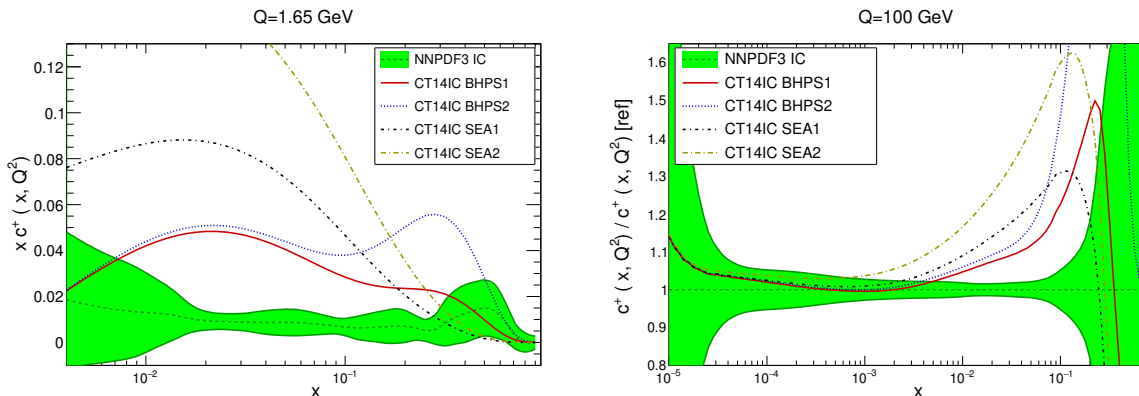 Q=1.65 GeV
x c⁺ ( x, Q²)
0.12
0.1
0.08
0.06
0.04
0.02
0
NNPDF3 IC
CT14IC BHPS1
CT14IC BHPS2
CT14IC SEA1
CT14IC SEA2
10⁻² 10⁻¹
x
Q=100 GeV
c⁺ ( x, Q²) / c⁺ ( x, Q²) [ref]
1.6
1.5
1.4
1.3
1.2
1.1
1
0.9
0.8
NNPDF3 IC
CT14IC BHPS1
CT14IC BHPS2
CT14IC SEA1
CT14IC SEA2
10⁻⁵ 10⁻⁴ 10⁻³ 10⁻² 10⁻¹
x